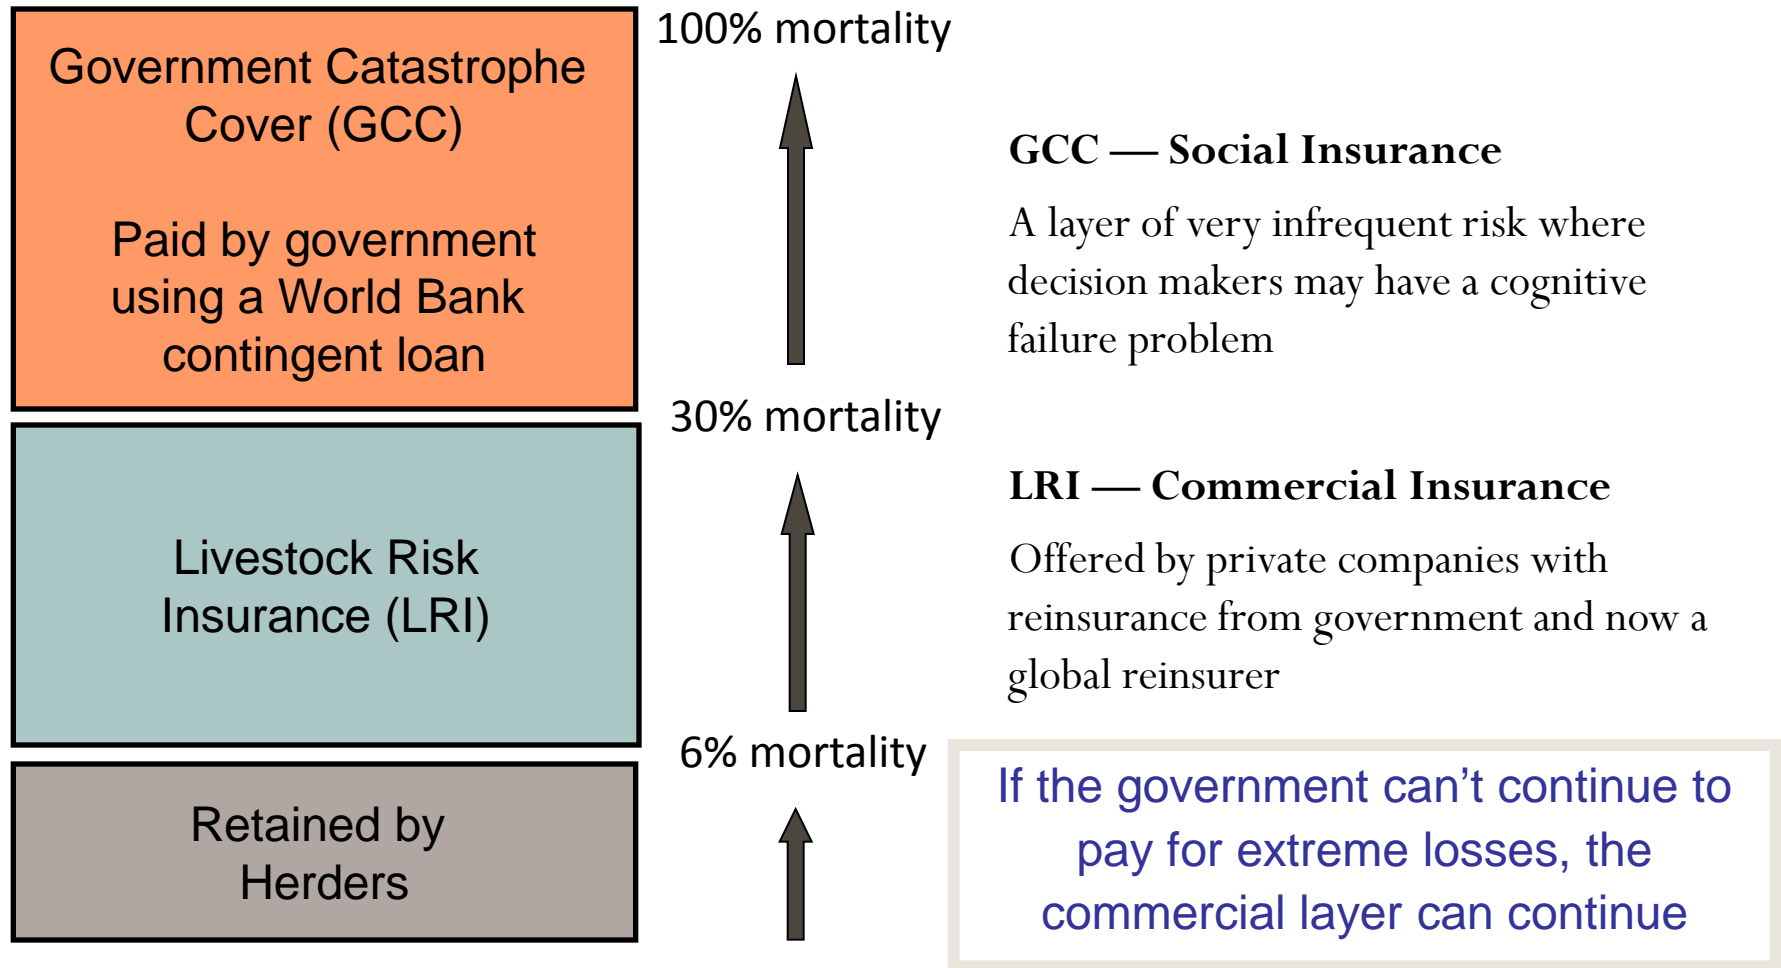 Government Catastrophe
Cover (GCC)
Paid by government
using a World Bank
contingent loan
100% mortality
GCC — Social Insurance
A layer of very infrequent risk where
decision makers may have a cognitive
failure problem
30% mortality
Livestock Risk
Insurance (LRI)
LRI — Commercial Insurance
Offered by private companies with
reinsurance from government and now a
global reinsurer
6% mortality
Retained by
Herders
If the government can’t continue to
pay for extreme losses, the
commercial layer can continue